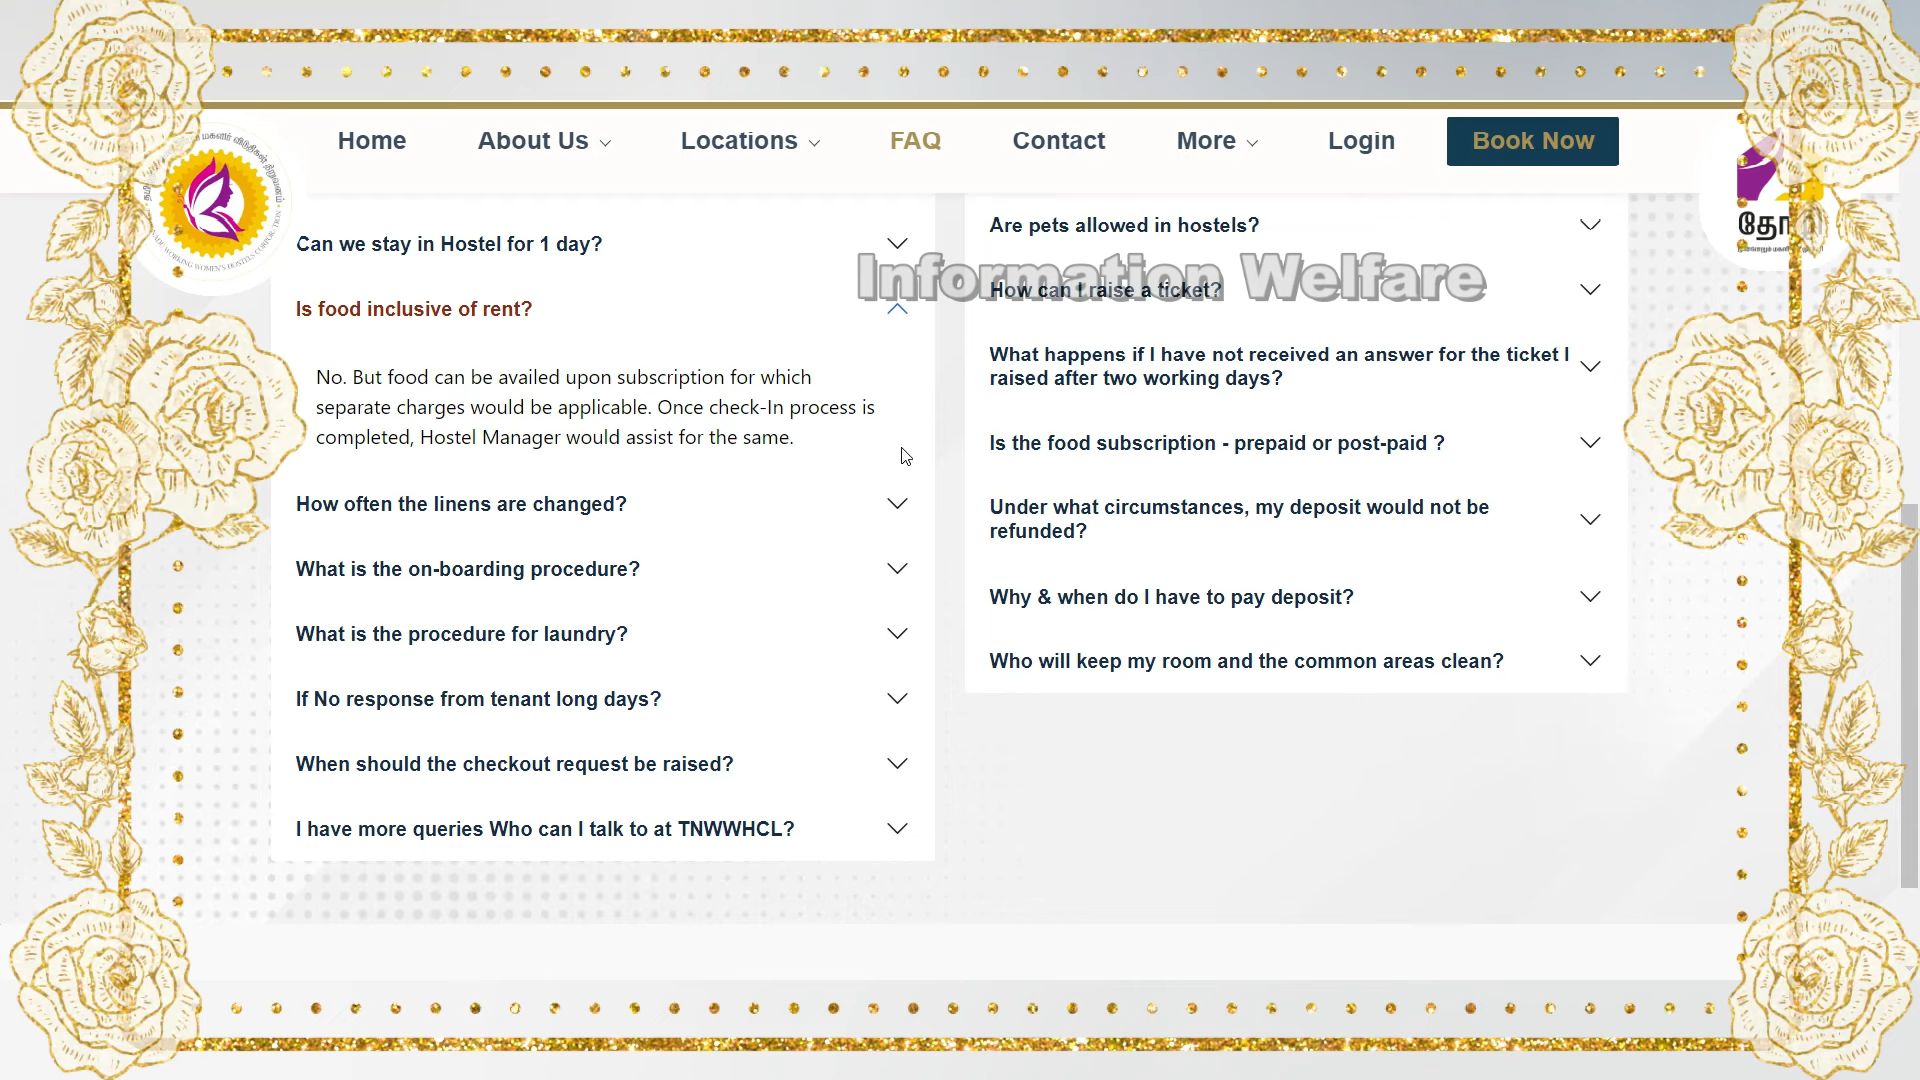 Home
About Us
Locations
FAQ
Contact
More
Login
Book Now
Can we stay in Hostel for 1 day?
Is food inclusive of rent?
No. But food can be availed upon subscription for which
separate charges would be applicable. Once check-In process is
completed, Hostel Manager would assist for the same.
How often the linens are changed?
What is the on-boarding procedure?
What is the procedure for laundry?
If No response from tenant long days?
When should the checkout request be raised?
I have more queries Who can I talk to at TNWWHCL?
Are pets allowed in hostels?
Information Welfare
How can I raise a ticket?
What happens if I have not received an answer for the ticket I
raised after two working days?
Is the food subscription - prepaid or post-paid ?
Under what circumstances, my deposit would not be
refunded?
Why & when do I have to pay deposit?
Who will keep my room and the common areas clean?